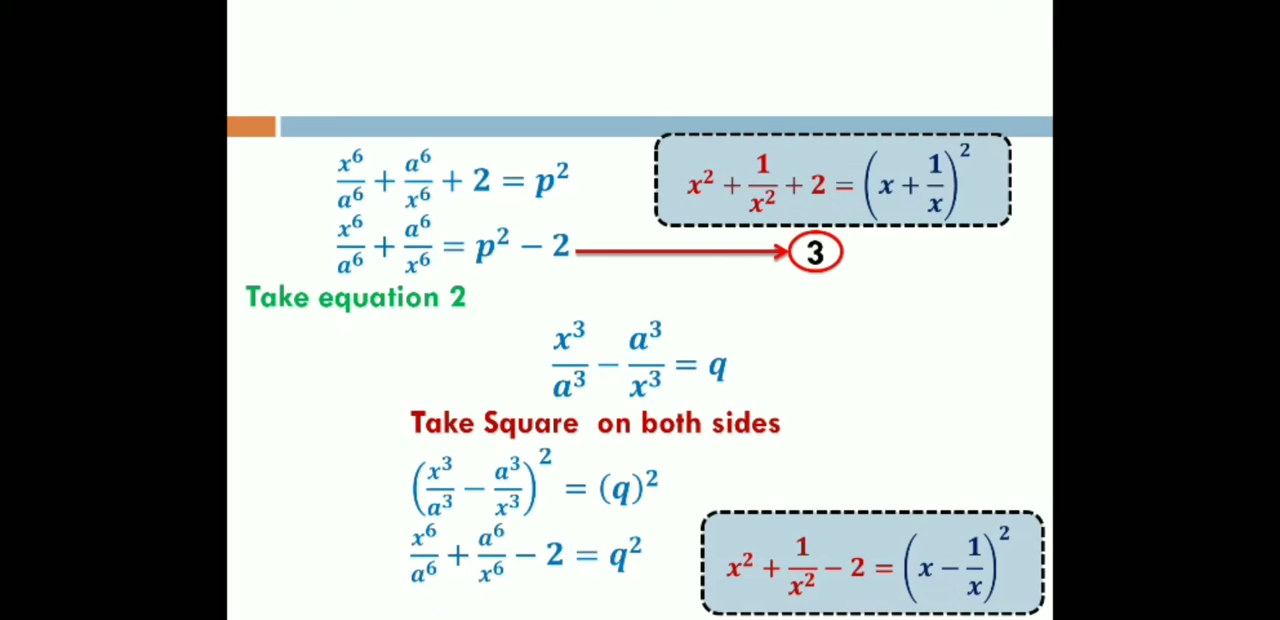 x⁶/a⁶ + a⁶/x⁶ + 2 = p²
x² + 1/x² + 2 = (x + 1/x)²
x⁶/a⁶ + a⁶/x⁶ = p² − 2
3
Take equation 2
x³/a³ − a³/x³ = q
Take Square on both sides
(x³/a³ − a³/x³)² = (q)²
x⁶/a⁶ + a⁶/x⁶ − 2 = q²
x² + 1/x² − 2 = (x − 1/x)²